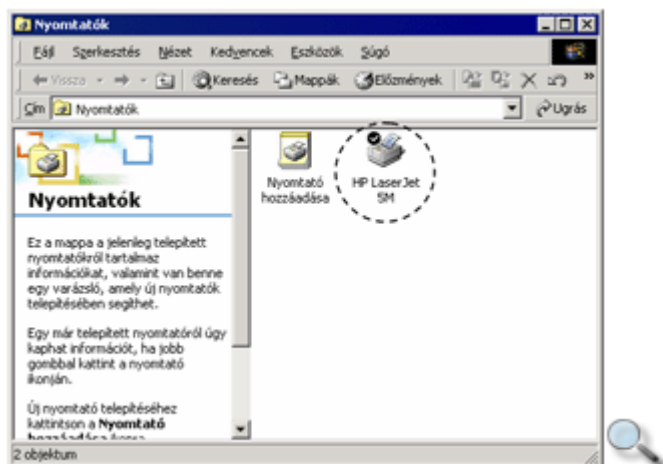 Nyomtatók
Fájl Szerkesztés Nézet Kedvencek Eszközök Súgó
Vissza Keresés Mappák Előzmények »
Cím Nyomtatók Ugrás
Nyomtatók
Ez a mappa a jelenleg telepített
nyomtatókról tartalmaz
információkat, valamint van benne
egy varázsló, amely új nyomtatók
telepítésében segíthet.
Egy már telepített nyomtatóról úgy
kaphat információt, ha jobb
gombbal kattint a nyomtató
ikonján.
Új nyomtató telepítéséhez
kattintson a Nyomtató
hozzáadása ikonra
Nyomtató
hozzáadása
HP LaserJet
5M
2 objektum